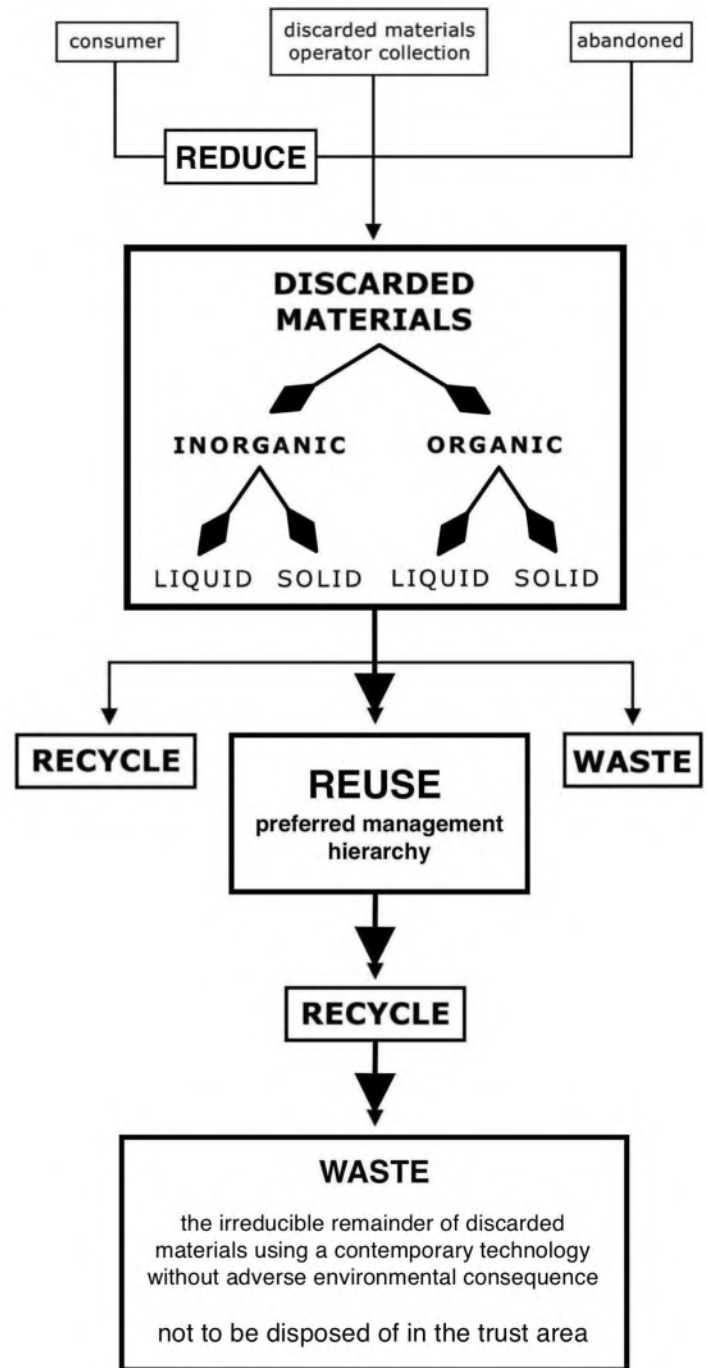 consumer
discarded materials
operator collection
abandoned
REDUCE
DISCARDED
MATERIALS
INORGANIC
ORGANIC
LIQUID
SOLID
LIQUID
SOLID
RECYCLE
REUSE
preferred management
hierarchy
WASTE
RECYCLE
WASTE
the irreducible remainder of discarded
materials using a contemporary technology
without adverse environmental consequence
not to be disposed of in the trust area